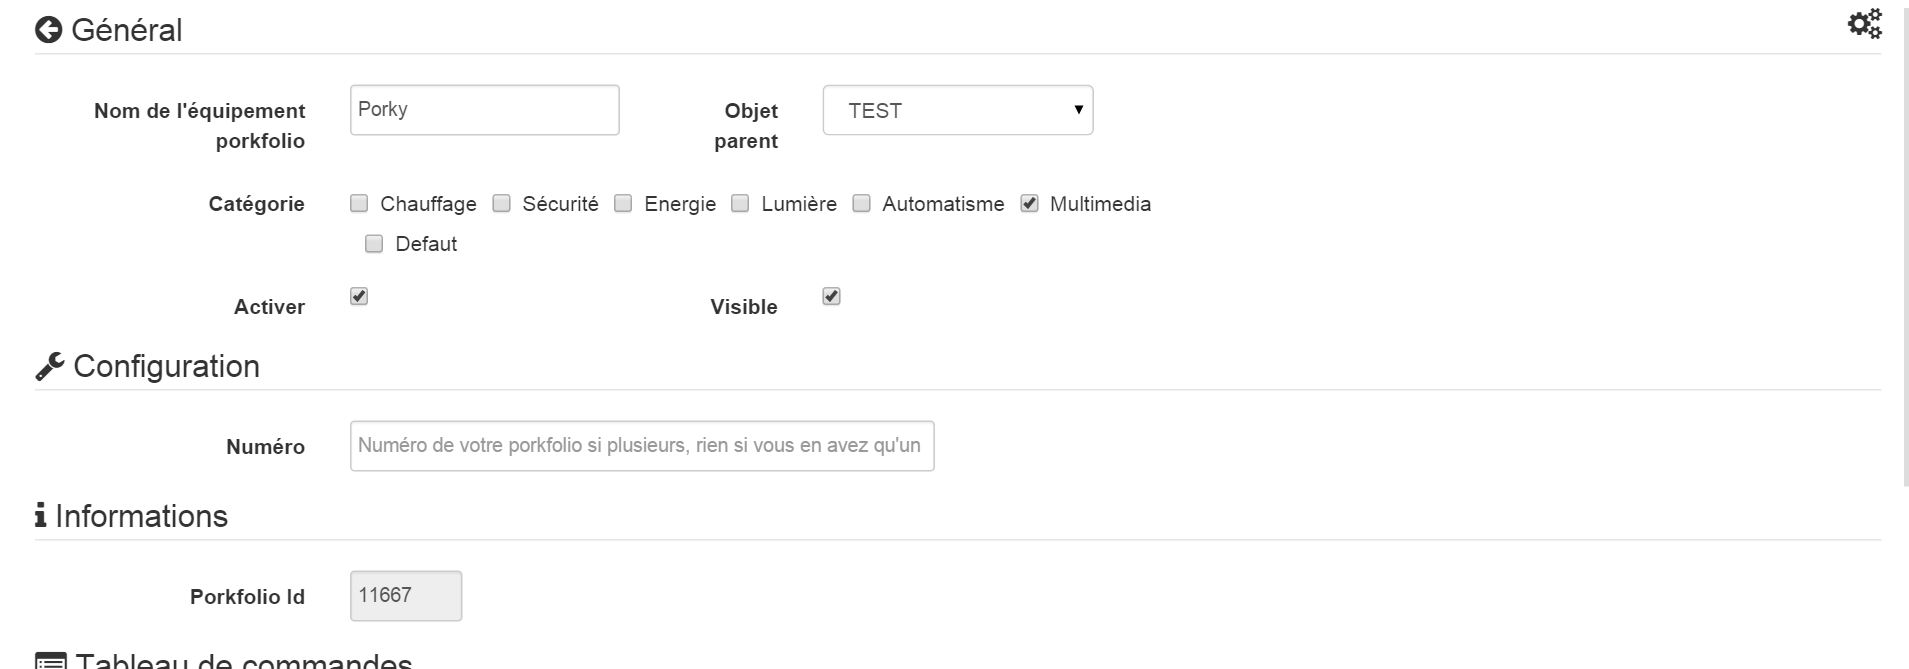 Général
Nom de l'équipement porkfolio
Porky
Objet parent
TEST
Catégorie
Chauffage Sécurité Energie Lumière Automatisme Multimedia
Defaut
Activer
Visible
Configuration
Numéro
Numéro de votre porkfolio si plusieurs, rien si vous en avez qu'un
Informations
Porkfolio Id
11667
Tableau de commandes